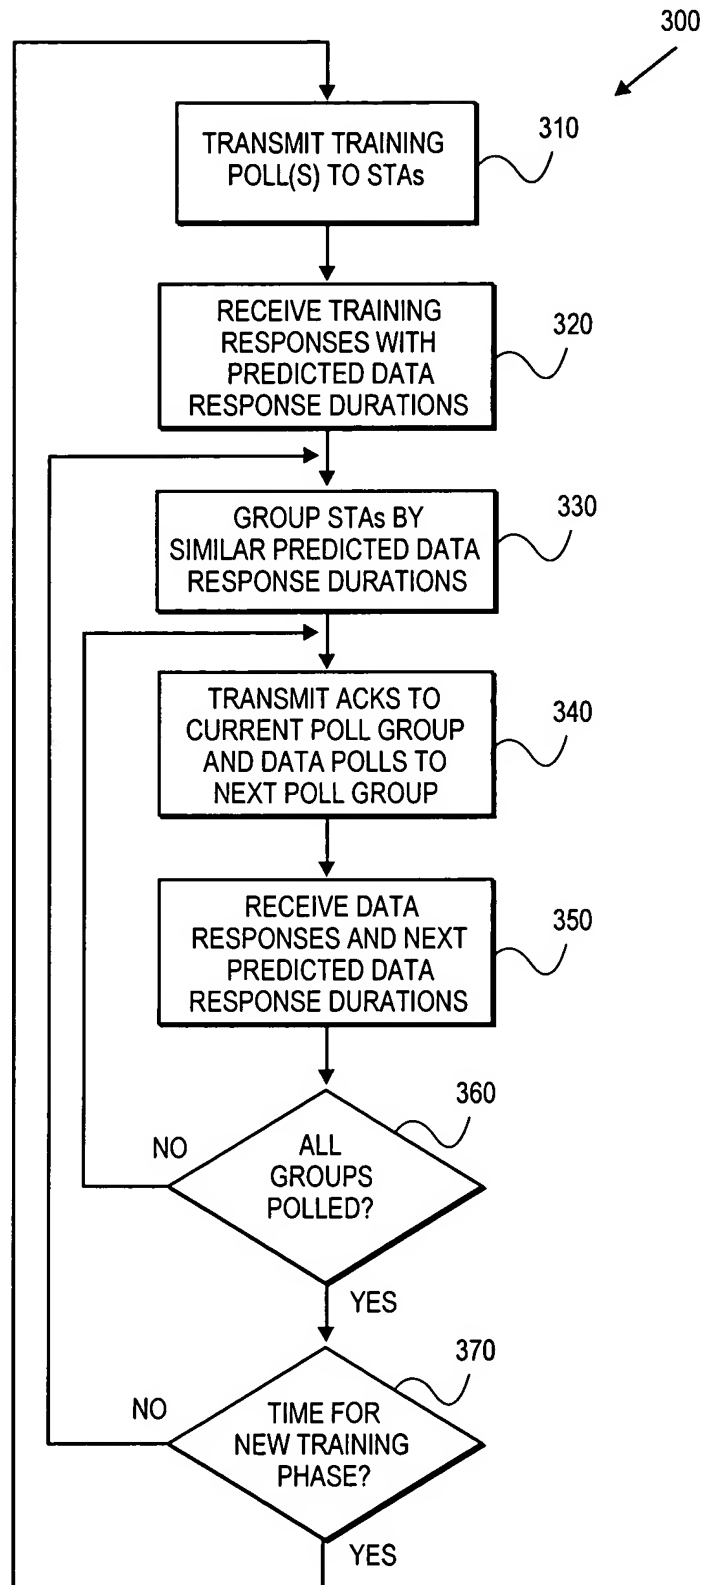 300
TRANSMIT TRAINING
POLL(S) TO STAs
310
RECEIVE TRAINING
RESPONSES WITH
PREDICTED DATA
RESPONSE DURATIONS
320
GROUP STAs BY
SIMILAR PREDICTED DATA
RESPONSE DURATIONS
330
TRANSMIT ACKS TO
CURRENT POLL GROUP
AND DATA POLLS TO
NEXT POLL GROUP
340
RECEIVE DATA
RESPONSES AND NEXT
PREDICTED DATA
RESPONSE DURATIONS
350
360
NO
ALL
GROUPS
POLLED?
YES
370
NO
TIME FOR
NEW TRAINING
PHASE?
YES